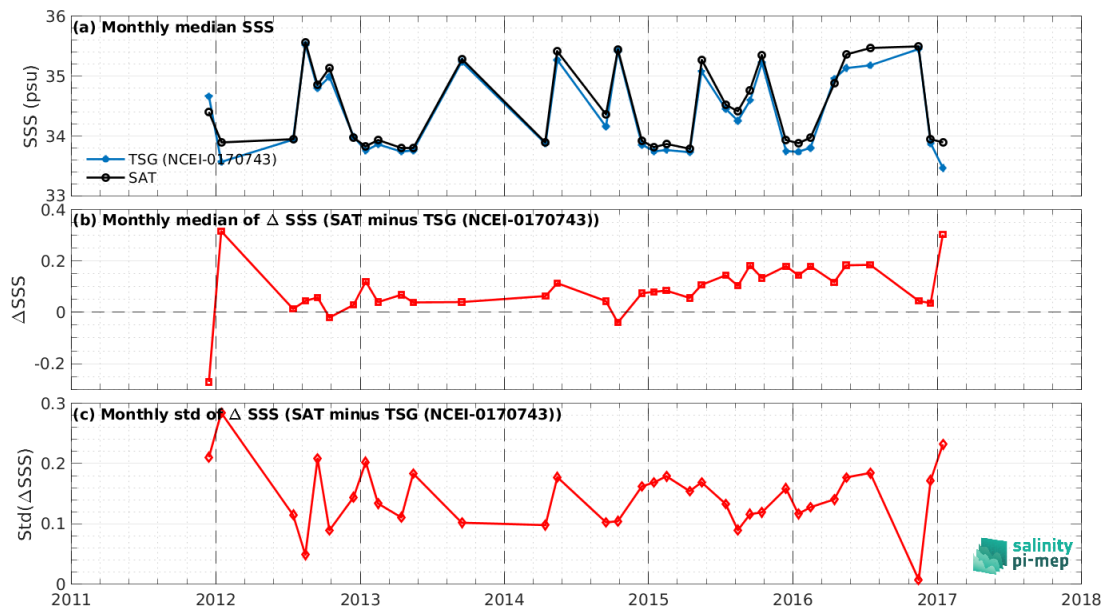 36
(a) Monthly median SSS
35
SSS (psu)
34
TSG (NCEI-0170743)
SAT
33
0.4
(b) Monthly median of Δ SSS (SAT minus TSG (NCEI-0170743))
0.2
ΔSSS
0
-0.2
0.3
(c) Monthly std of Δ SSS (SAT minus TSG (NCEI-0170743))
0.2
Std(ΔSSS)
0.1
salinity
pi-mep
0
2011 2012 2013 2014 2015 2016 2017 2018